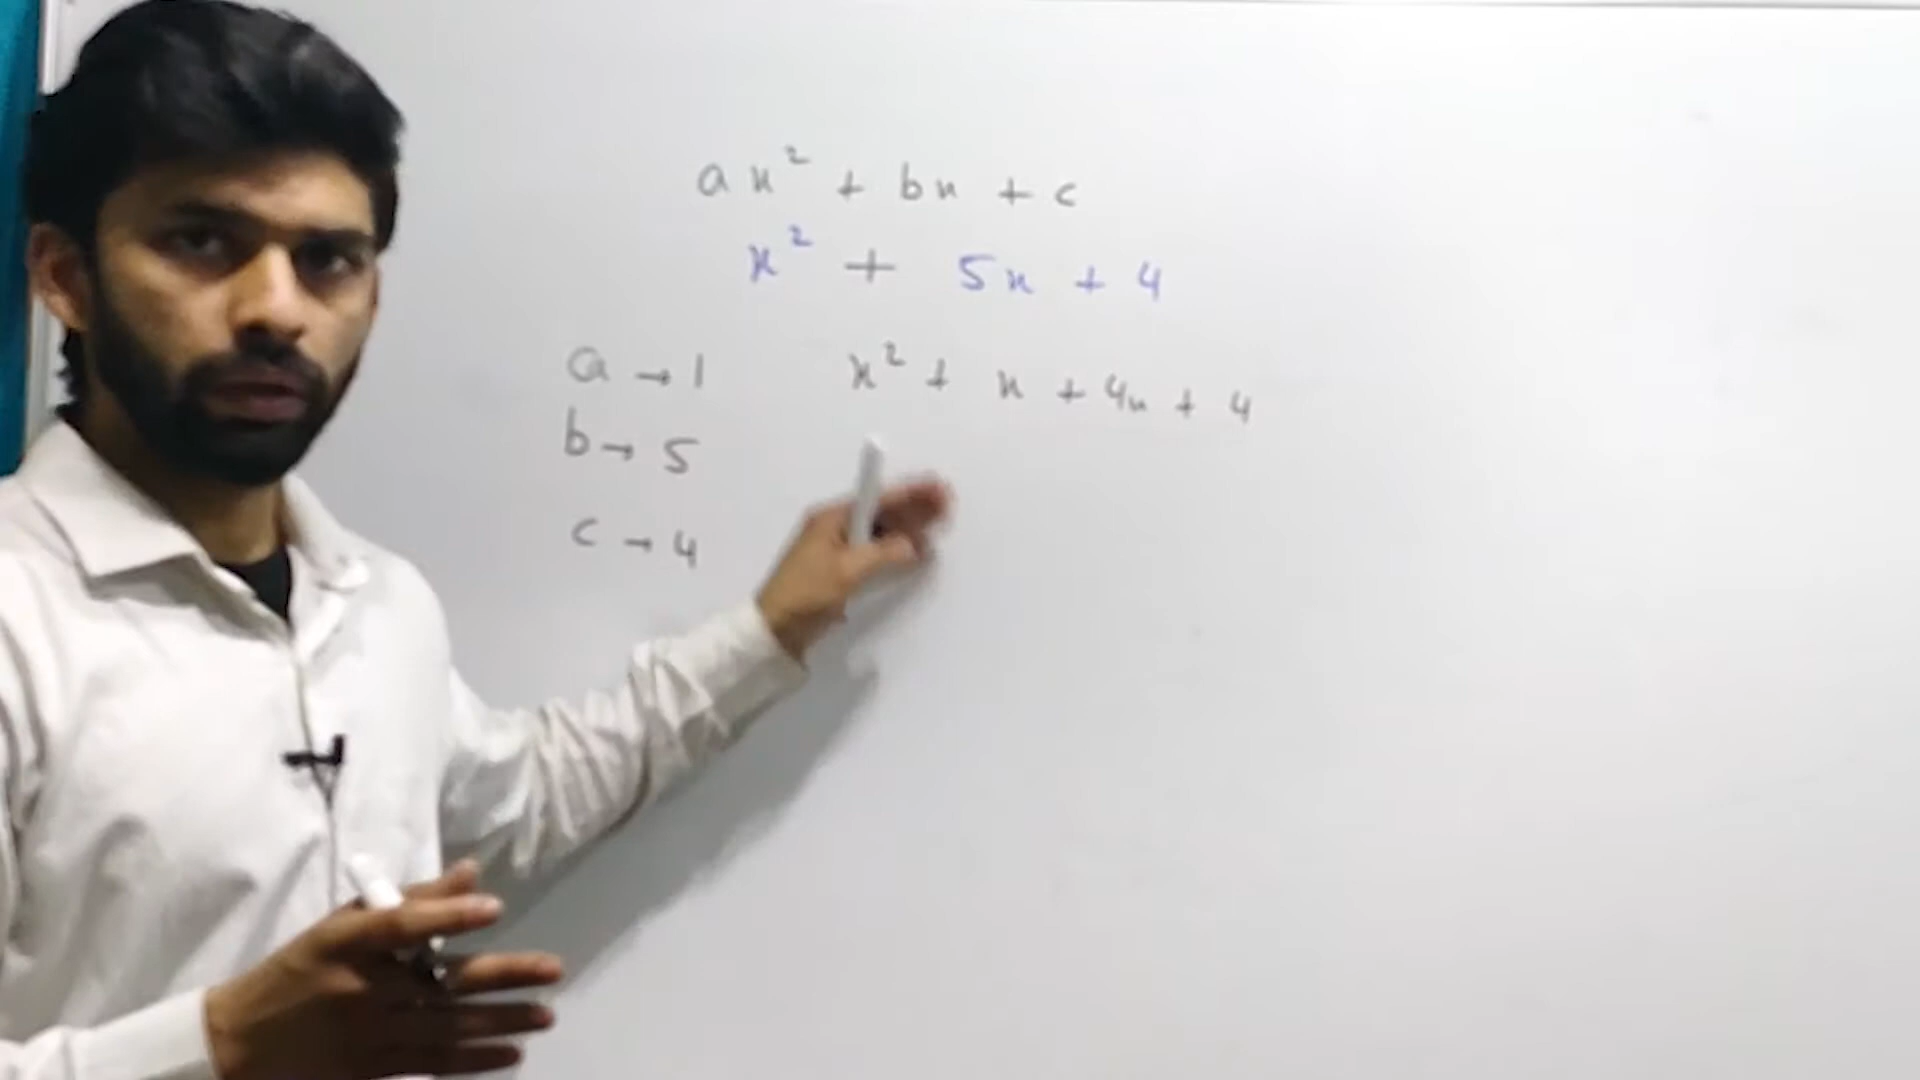 ax² + bx + c
x² + 5x + 4
a → 1
x² + x + 4x + 4
b → 5
c → 4